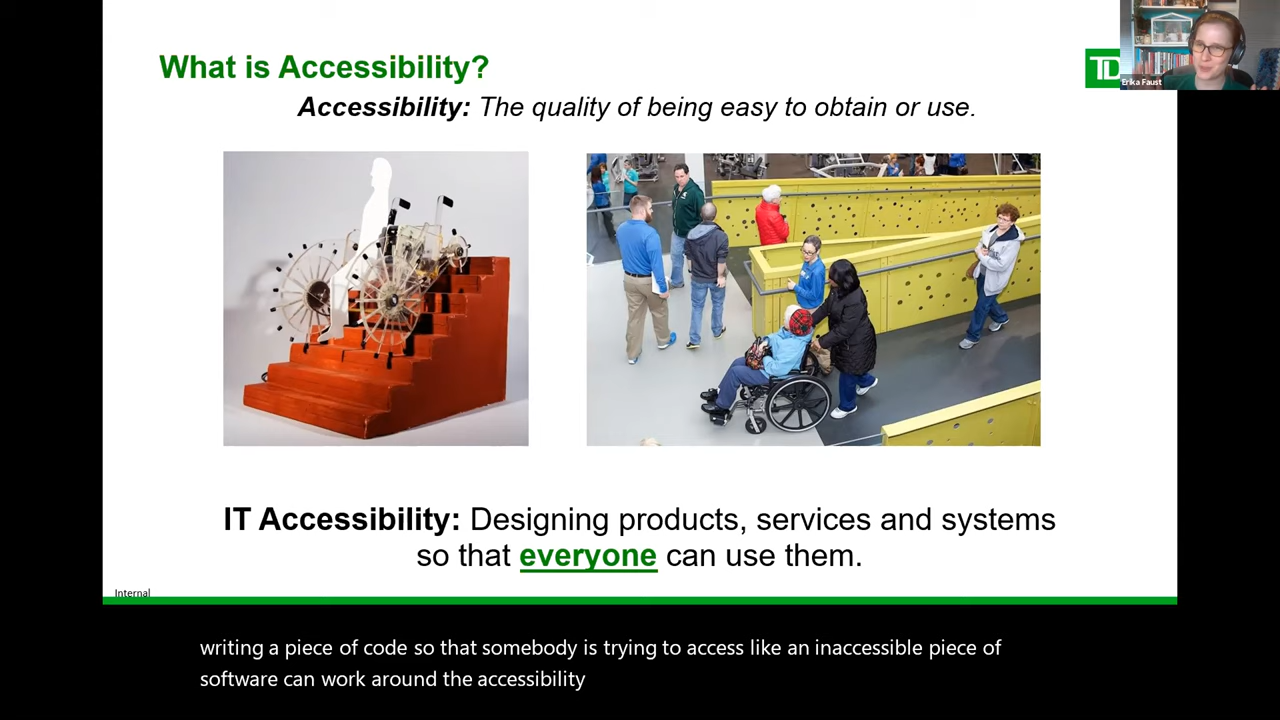 What is Accessibility?
TD
Erika Faust
Accessibility: The quality of being easy to obtain or use.
IT Accessibility: Designing products, services and systems
so that everyone can use them.
Internal
writing a piece of code so that somebody is trying to access like an inaccessible piece of
software can work around the accessibility